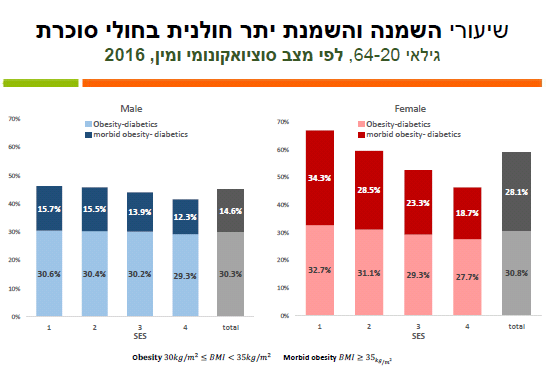 שיעורי השמנה והשמנת יתר חולנית בחולי סוכרת
גילאי 64-20, לפי מצב סוציואקונומי ומין, 2016
Male
Obesity-diabetics
morbid obesity- diabetics
70%
60%
50%
40%
30%
20%
10%
0%
15.7% 15.5% 13.9% 12.3% 14.6%
30.6% 30.4% 30.2% 29.3% 30.3%
1 2 3 4 total
SES
Female
Obesity-diabetics
morbid obesity- diabetics
70%
60%
50%
40%
30%
20%
10%
0%
34.3% 28.5% 23.3% 18.7% 28.1%
32.7% 31.1% 29.3% 27.7% 30.8%
1 2 3 4 total
SES
Obesity 30kg/m² ≤ BMI < 35kg/m² Morbid obesity BMI ≥ 35kg/m²